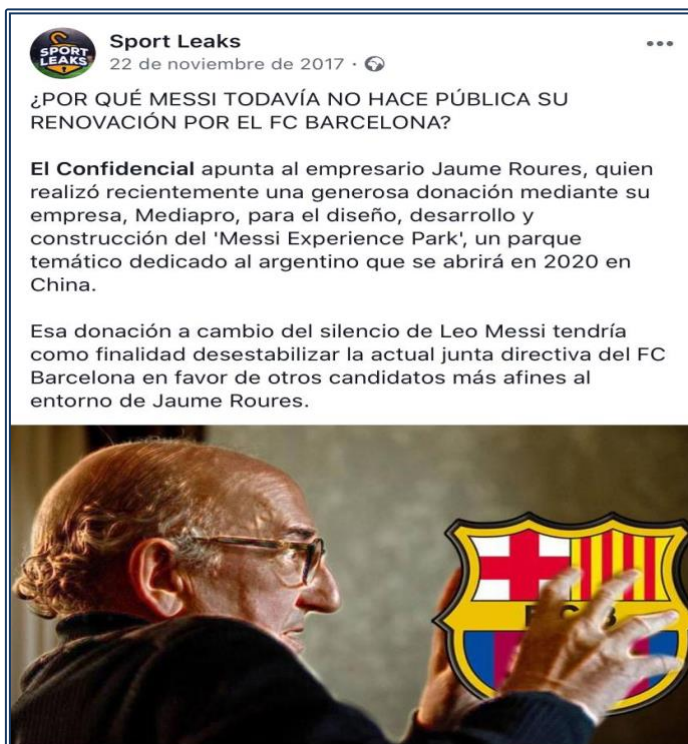 SPORT
LEAKS
Sport Leaks
22 de noviembre de 2017 ·
¿POR QUÉ MESSI TODAVÍA NO HACE PÚBLICA SU
RENOVACIÓN POR EL FC BARCELONA?
El Confidencial apunta al empresario Jaume Roures, quien
realizó recientemente una generosa donación mediante su
empresa, Mediapro, para el diseño, desarrollo y
construcción del 'Messi Experience Park', un parque
temático dedicado al argentino que se abrirá en 2020 en
China.
Esa donación a cambio del silencio de Leo Messi tendría
como finalidad desestabilizar la actual junta directiva del FC
Barcelona en favor de otros candidatos más afines al
entorno de Jaume Roures.